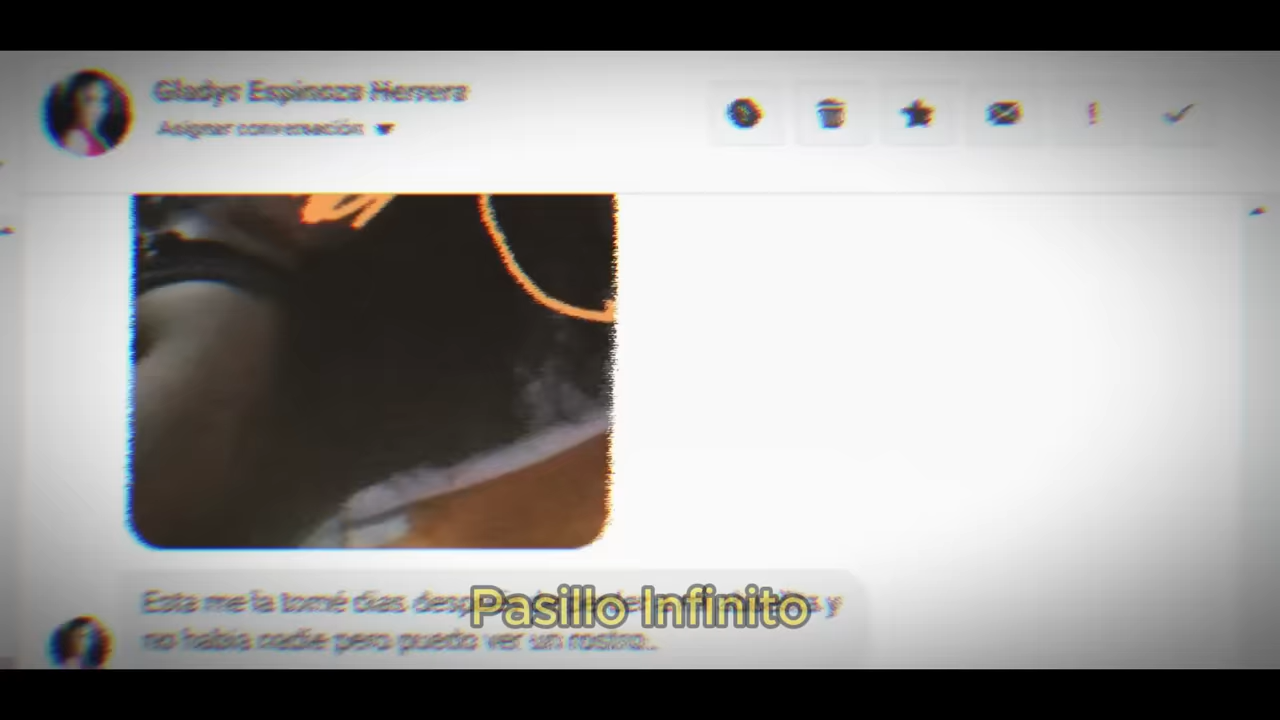 Gladys Espinoza Herrera
Asignar conversación
Esta me la tomé días y
Pasillo Infinito
no había nadie pero puedo ver un rostro..